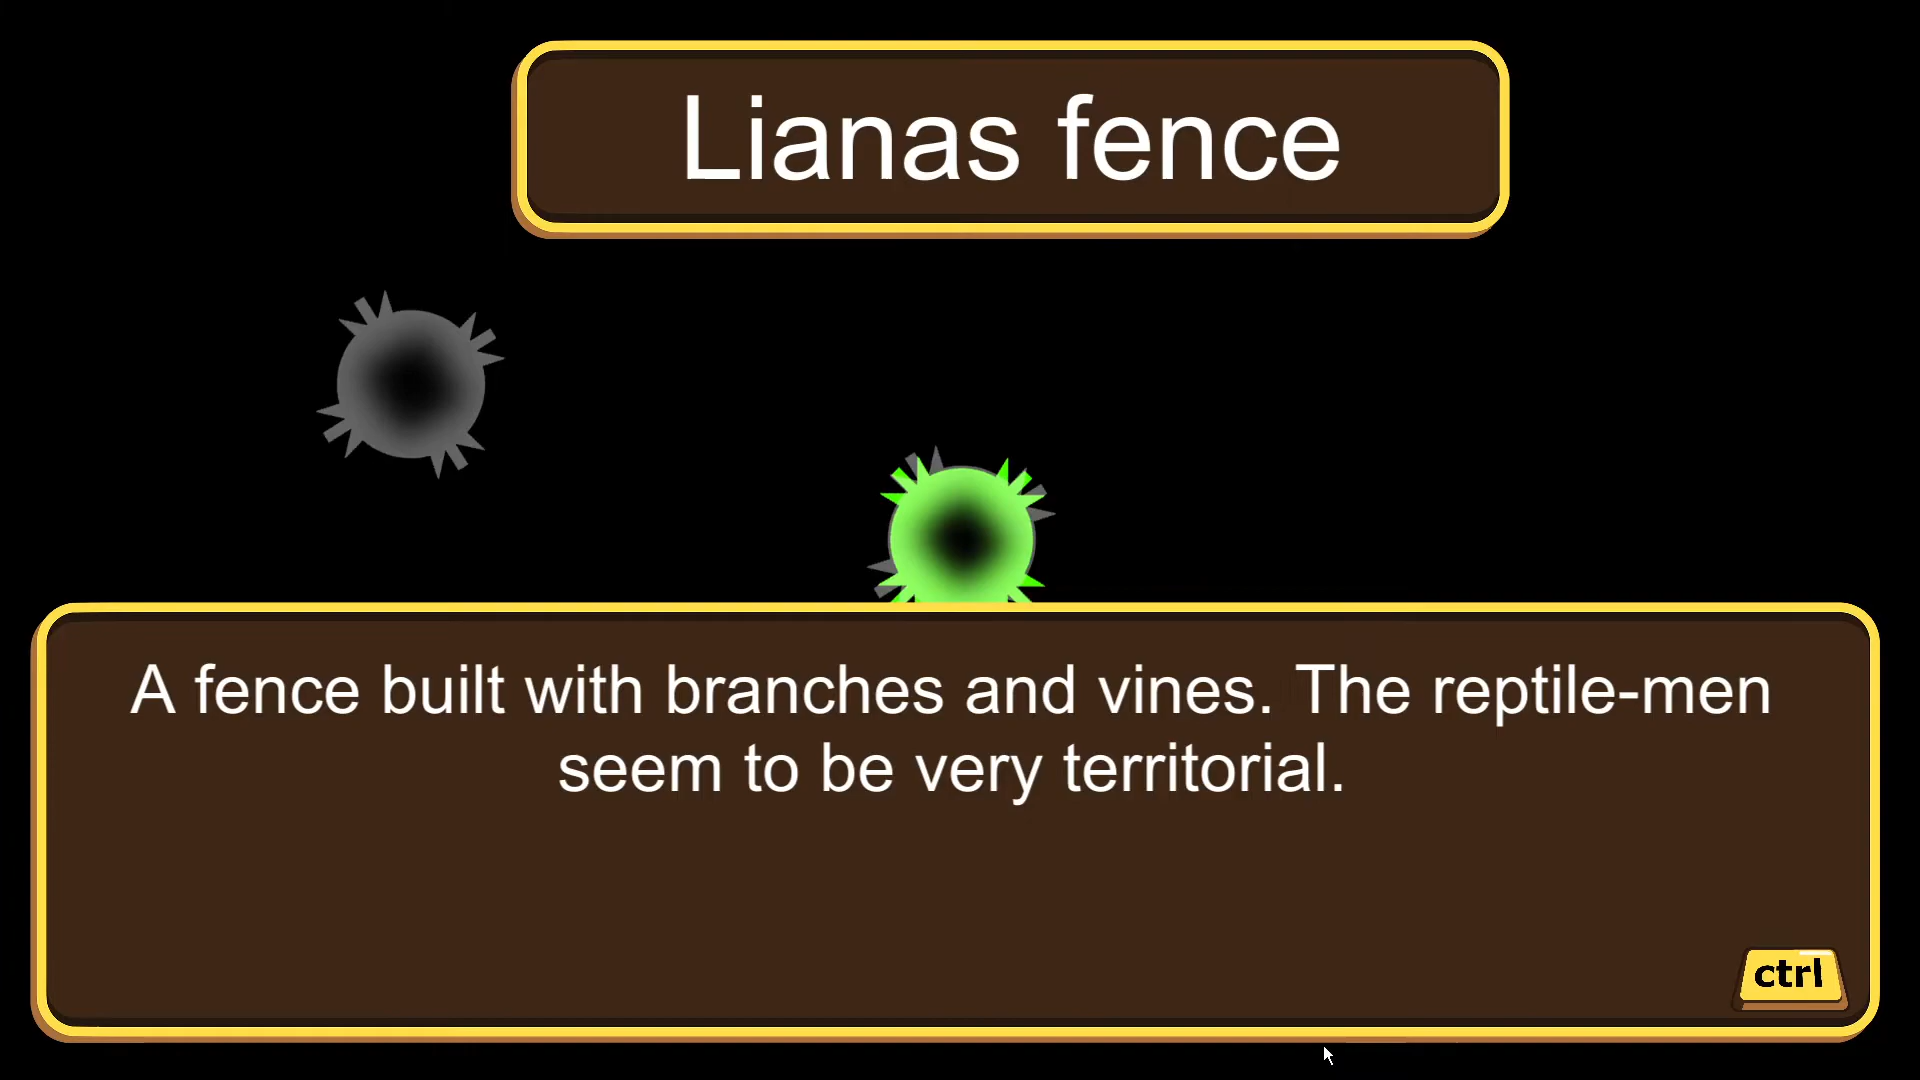 Lianas fence
A fence built with branches and vines. The reptile-men
seem to be very territorial.
ctrl